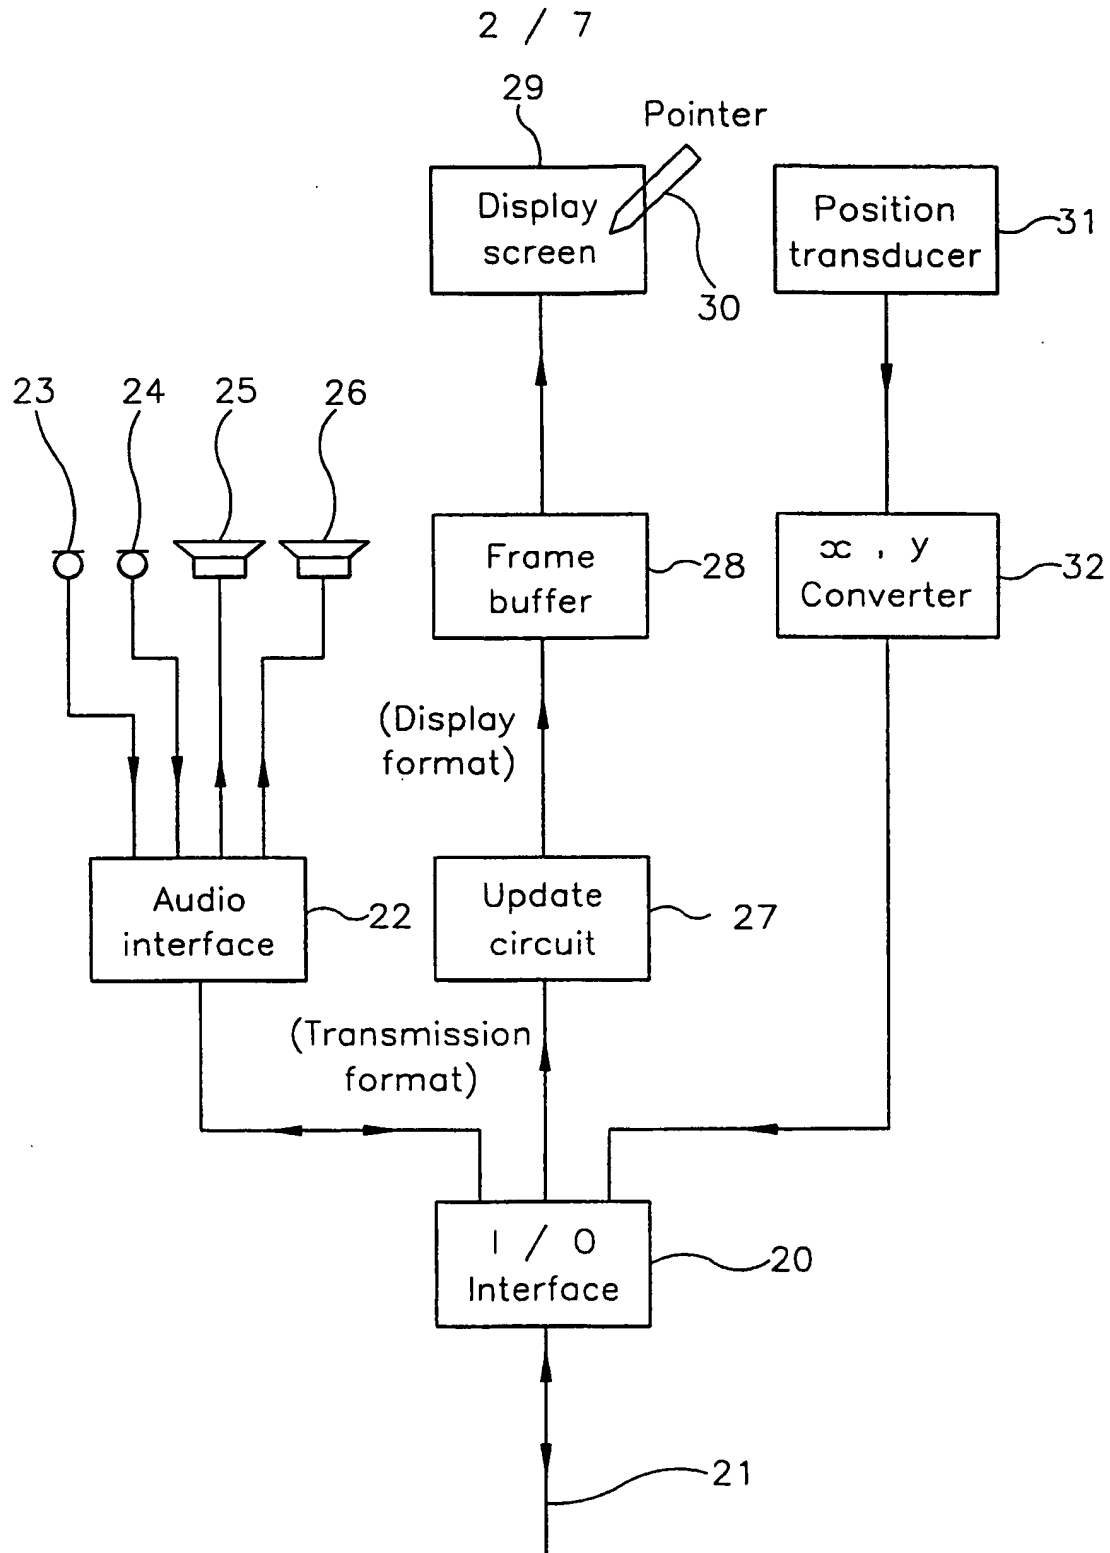 2 / 7
29
Pointer
Display
screen
30
Position
transducer
31
23
24
25
26
Frame
buffer
28
x , y
Converter
32
(Display
format)
Audio
interface
22
Update
circuit
27
(Transmission
format)
I / O
Interface
20
21